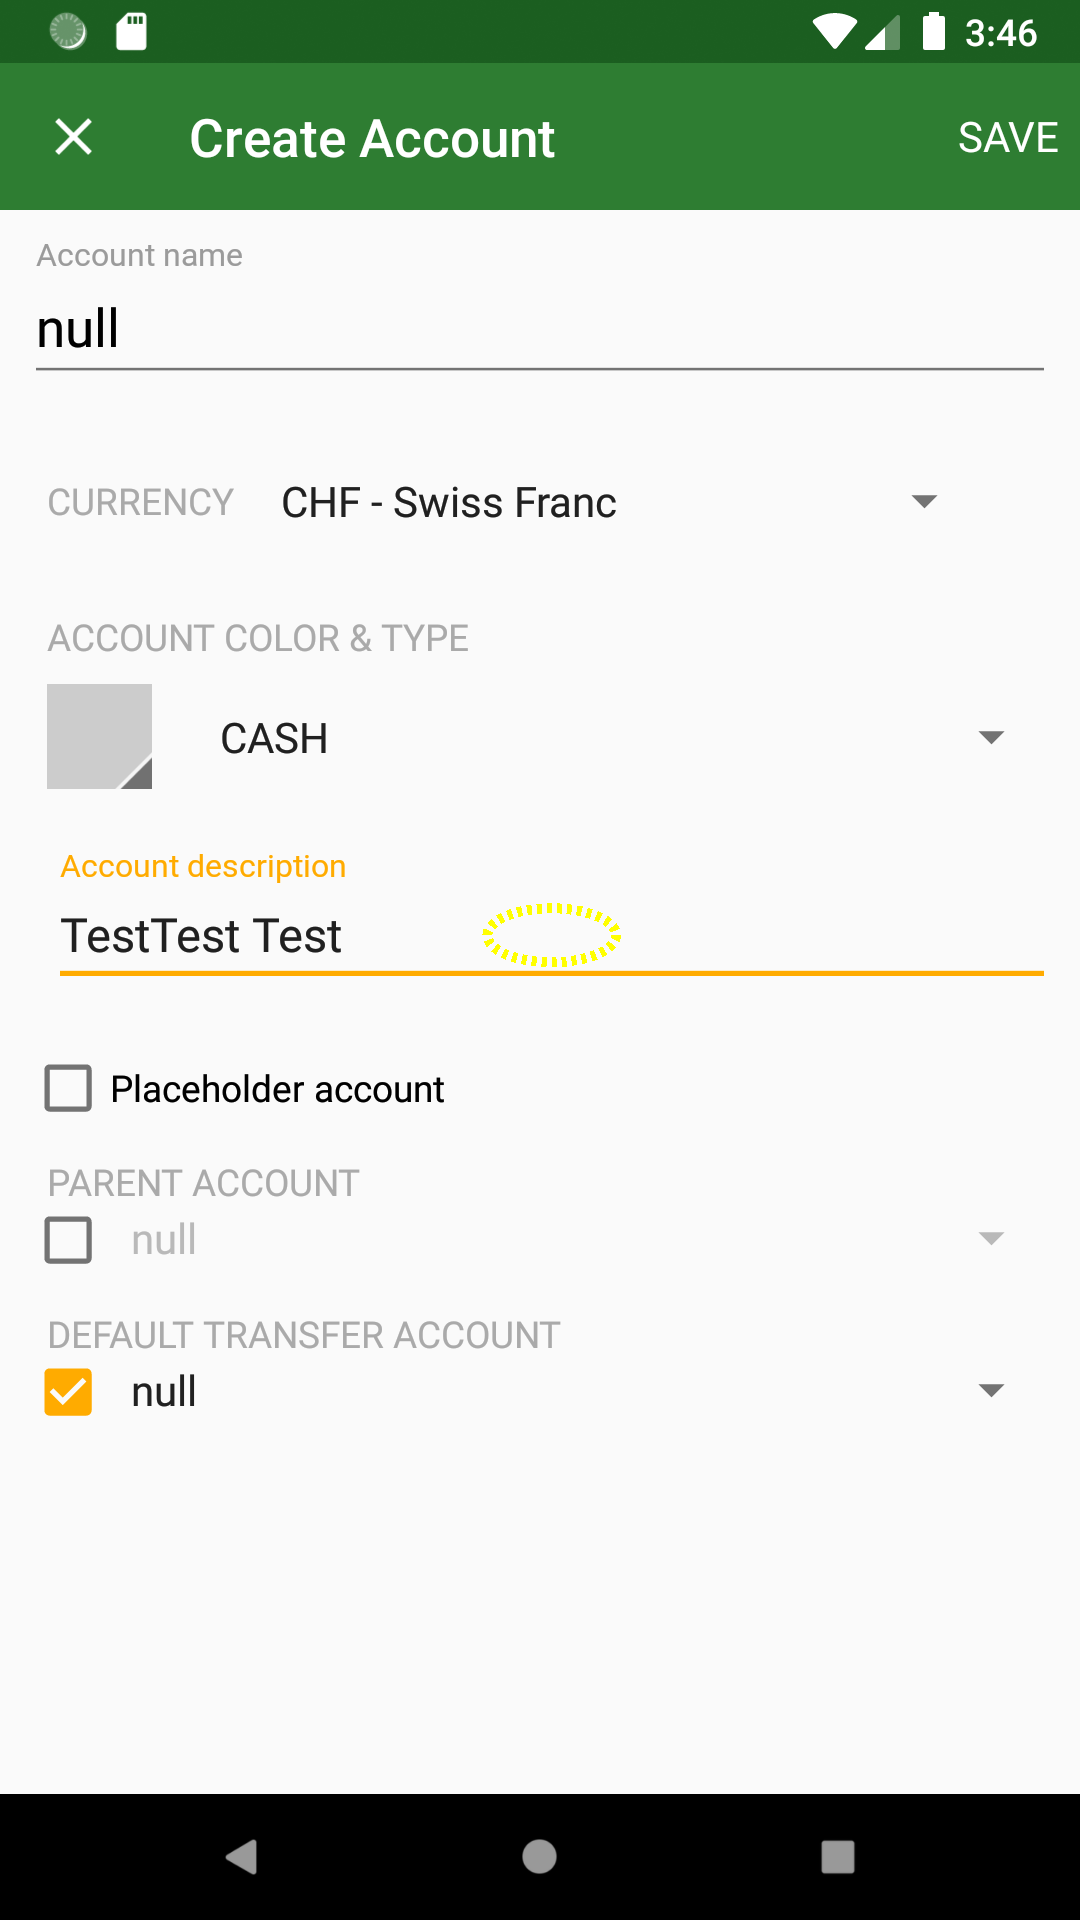 3:46
Create Account
SAVE
Account name
null
CURRENCY CHF - Swiss Franc
ACCOUNT COLOR & TYPE
CASH
Account description
TestTest Test
Placeholder account
PARENT ACCOUNT
null
DEFAULT TRANSFER ACCOUNT
null